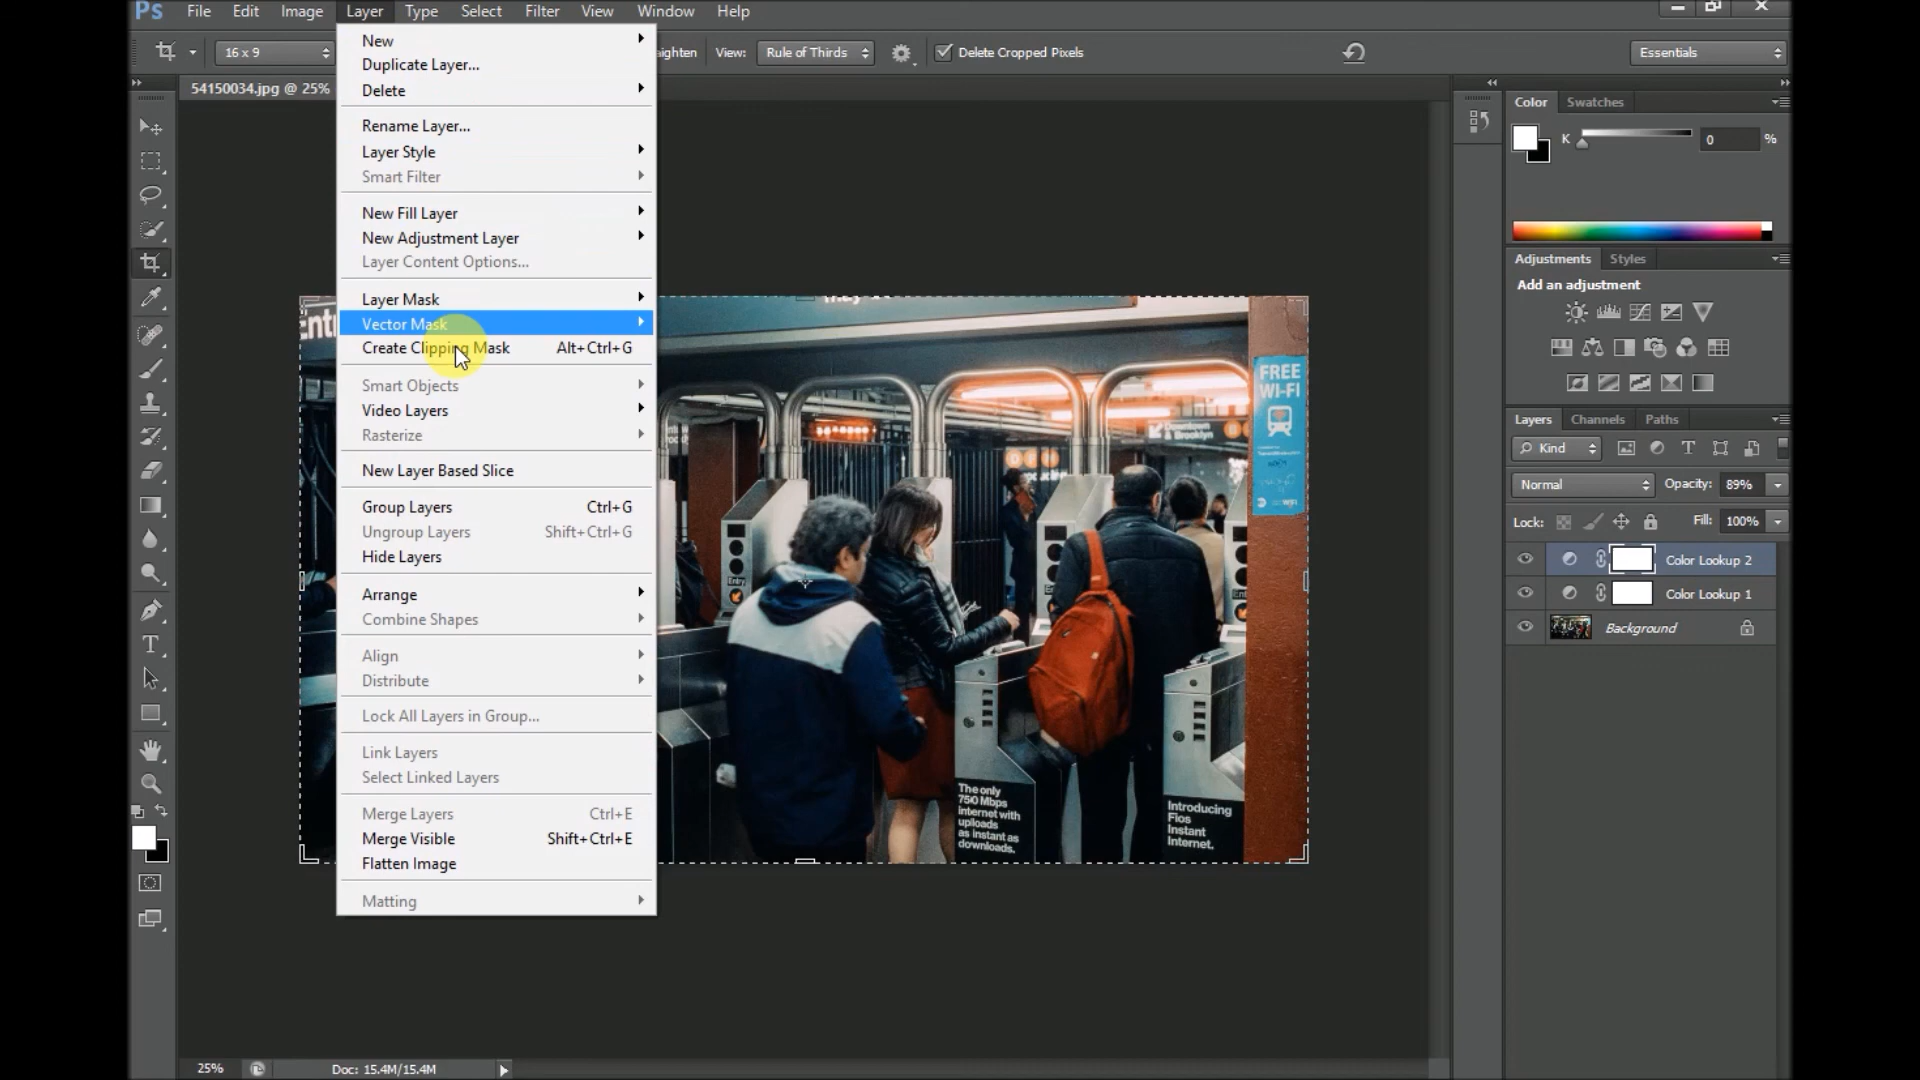 Ps File Edit Image Layer Type Select Filter View Window Help
16 x 9 aighten View: Rule of Thirds Delete Cropped Pixels Essentials
54150034.jpg @ 25%
New
Duplicate Layer...
Delete
Rename Layer...
Layer Style
Smart Filter
New Fill Layer
New Adjustment Layer
Layer Content Options...
Layer Mask
Vector Mask
Create Clipping Mask Alt+Ctrl+G
Smart Objects
Video Layers
Rasterize
New Layer Based Slice
Group Layers Ctrl+G
Ungroup Layers Shift+Ctrl+G
Hide Layers
Arrange
Combine Shapes
Align
Distribute
Lock All Layers in Group...
Link Layers
Select Linked Layers
Merge Layers Ctrl+E
Merge Visible Shift+Ctrl+E
Flatten Image
Matting
FREE
WI-FI
Downtown
& Brooklyn
Entry
The only
750 Mbps
internet with
uploads
as instant as
downloads.
Introducing
Fios
Instant
Internet.
Color Swatches
K 0 %
Adjustments Styles
Add an adjustment
Layers Channels Paths
Kind
Normal Opacity: 89%
Lock: Fill: 100%
Color Lookup 2
Color Lookup 1
Background
25% Doc: 15.4M/15.4M